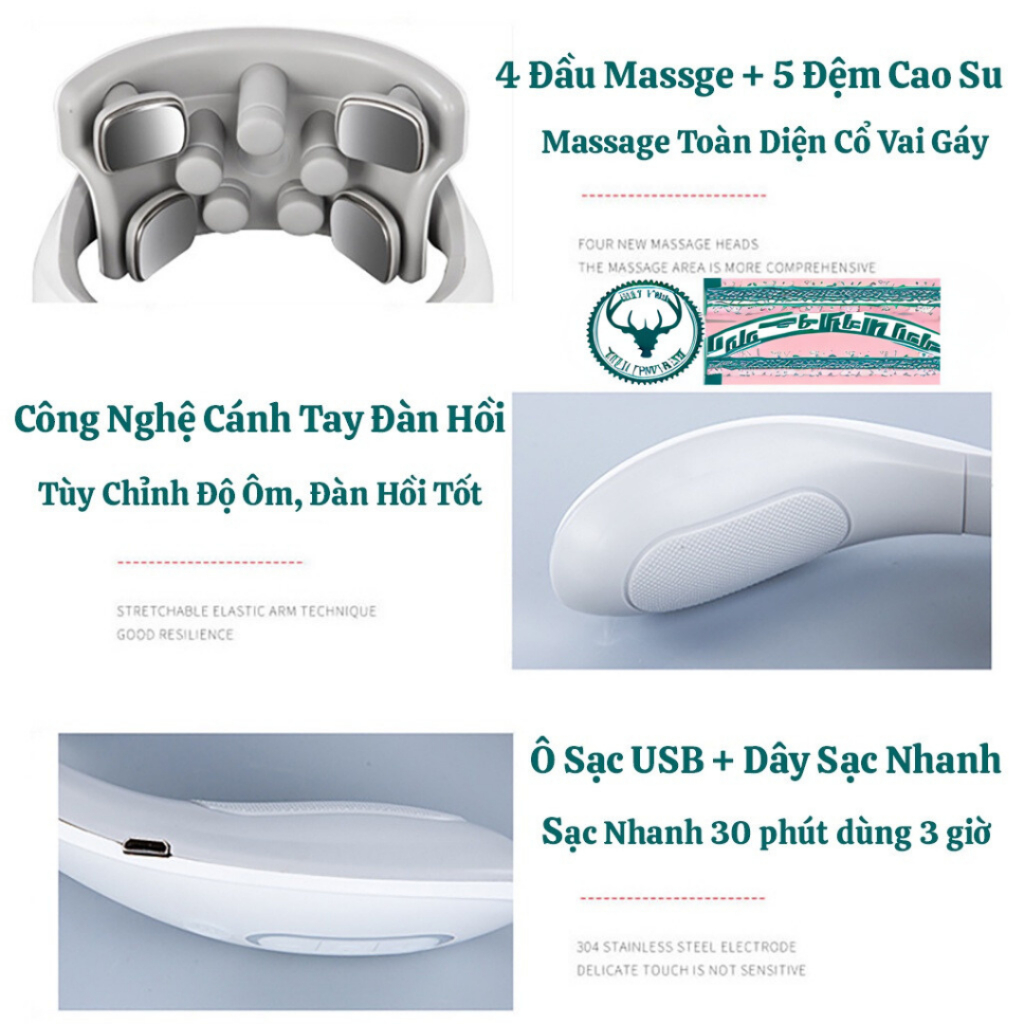 4 Đầu Massge + 5 Đệm Cao Su
Massage Toàn Diện Cổ Vai Gáy
FOUR NEW MASSAGE HEADS
THE MASSAGE AREA IS MORE COMPREHENSIVE
Công Nghệ Cánh Tay Đàn Hồi
Tùy Chỉnh Độ Ôm, Đàn Hồi Tốt
STRETCHABLE ELASTIC ARM TECHNIQUE
GOOD RESILIENCE
Ô Sạc USB + Dây Sạc Nhanh
Sạc Nhanh 30 phút dùng 3 giờ
304 STAINLESS STEEL ELECTRODE
DELICATE TOUCH IS NOT SENSITIVE